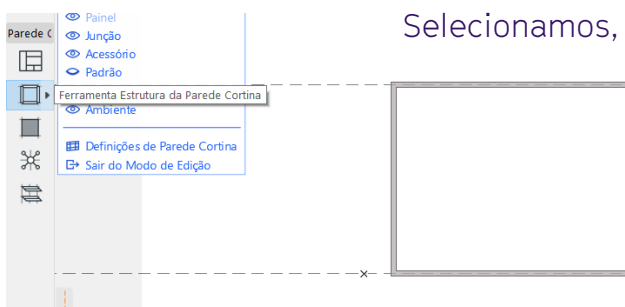 Selecionamos,
Parede C
Painel
Junção
Acessório
Padrão
Ferramenta Estrutura da Parede Cortina
Ambiente
Definições de Parede Cortina
Sair do Modo de Edição